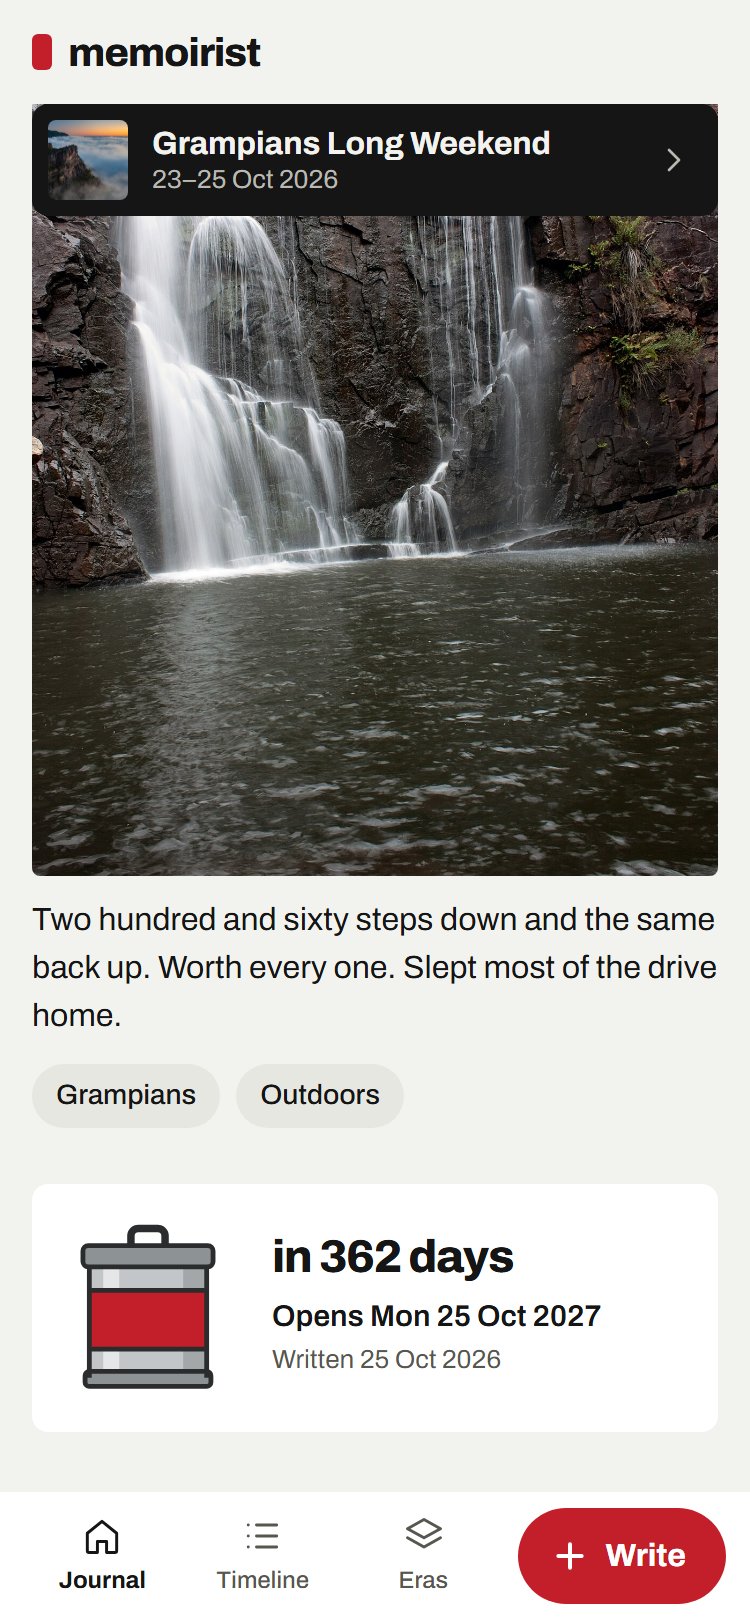 memoirist
Grampians Long Weekend
23–25 Oct 2026
Two hundred and sixty steps down and the same
back up. Worth every one. Slept most of the drive
home.
Grampians
Outdoors
in 362 days
Opens Mon 25 Oct 2027
Written 25 Oct 2026
Journal
Timeline
Eras
Write